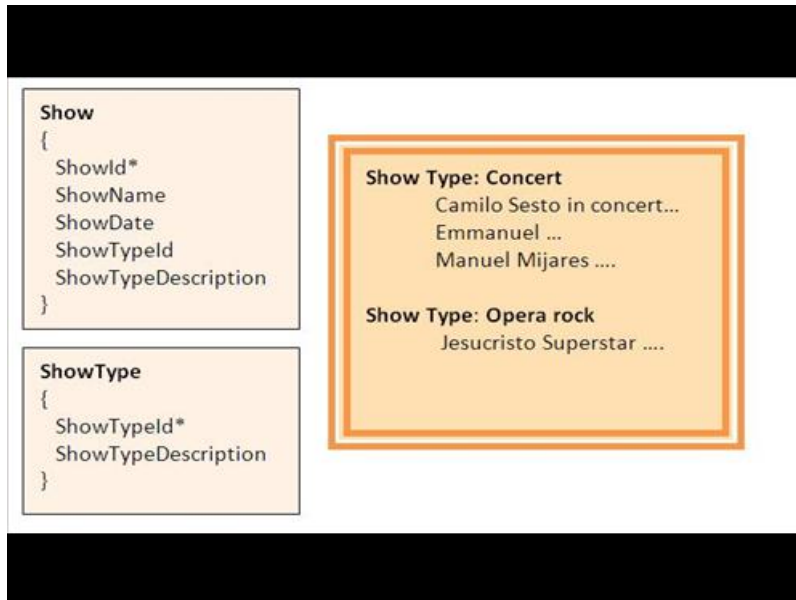 Show
{
ShowId*
ShowName
ShowDate
ShowTypeId
ShowTypeDescription
}
ShowType
{
ShowTypeId*
ShowTypeDescription
}
Show Type: Concert
Camilo Sesto in concert...
Emmanuel ...
Manuel Mijares ....
Show Type: Opera rock
Jesucristo Superstar ....